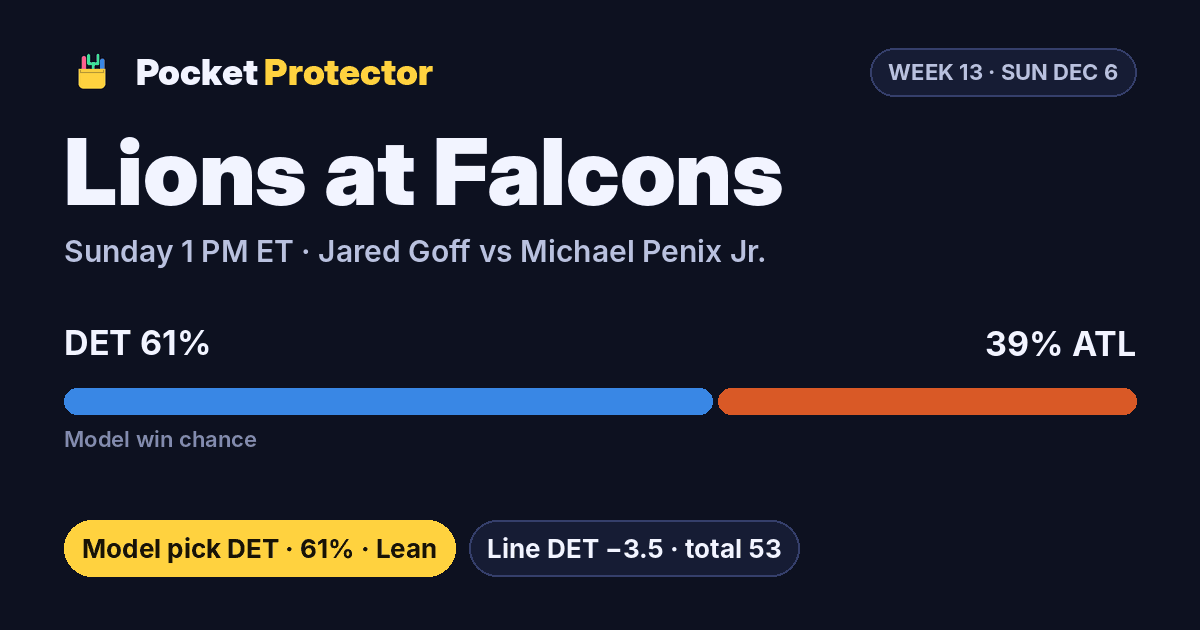 Pocket Protector
WEEK 13 · SUN DEC 6
Lions at Falcons
Sunday 1 PM ET · Jared Goff vs Michael Penix Jr.
DET 61%
39% ATL
Model win chance
Model pick DET · 61% · Lean
Line DET −3.5 · total 53